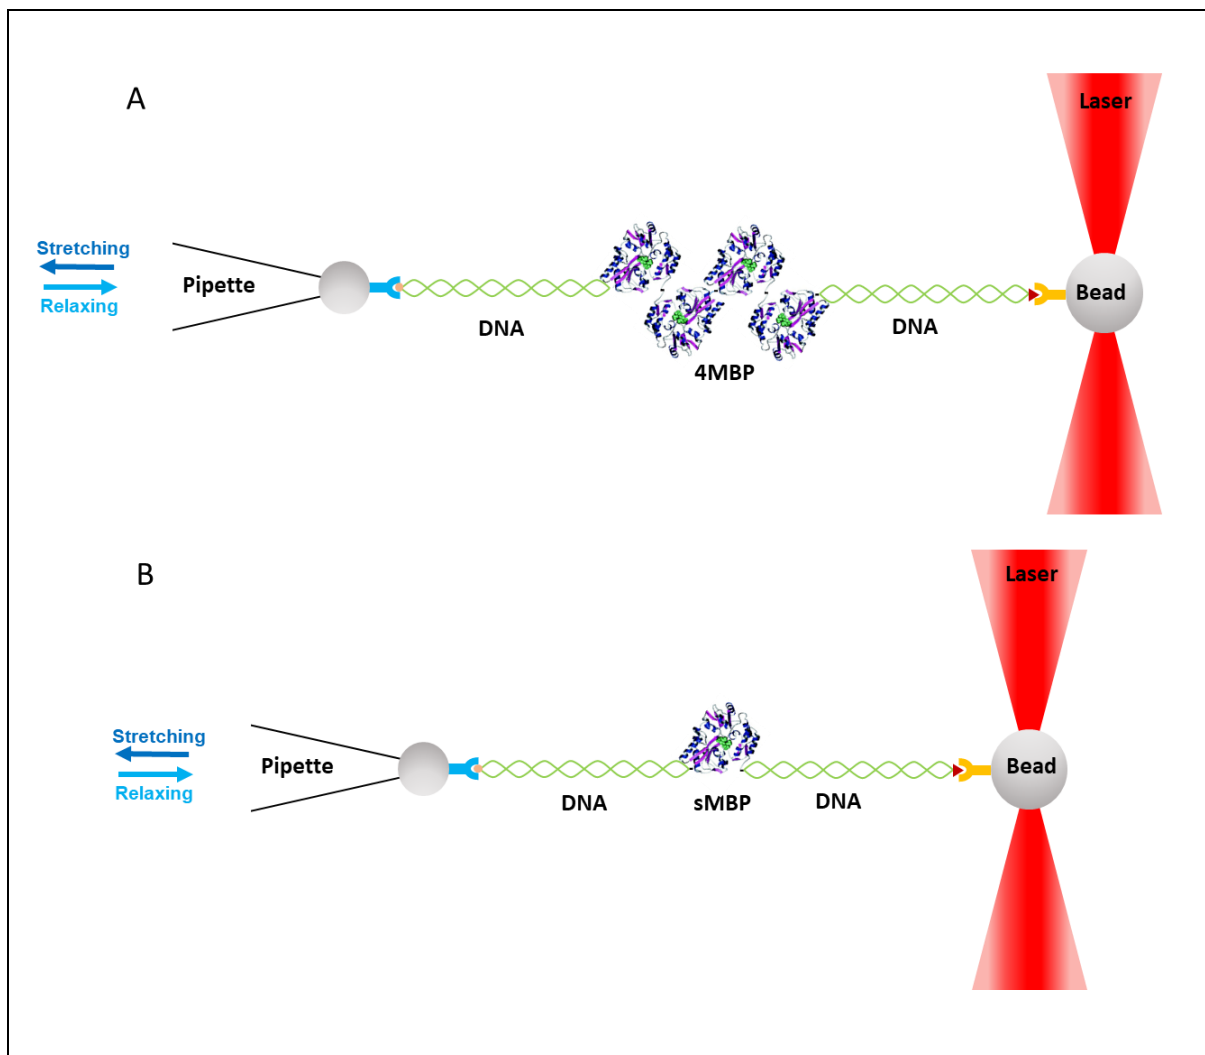 A
Laser
Stretching
Pipette
Relaxing
Bead
DNA
DNA
4MBP
B
Laser
Stretching
Pipette
Relaxing
Bead
DNA
sMBP
DNA